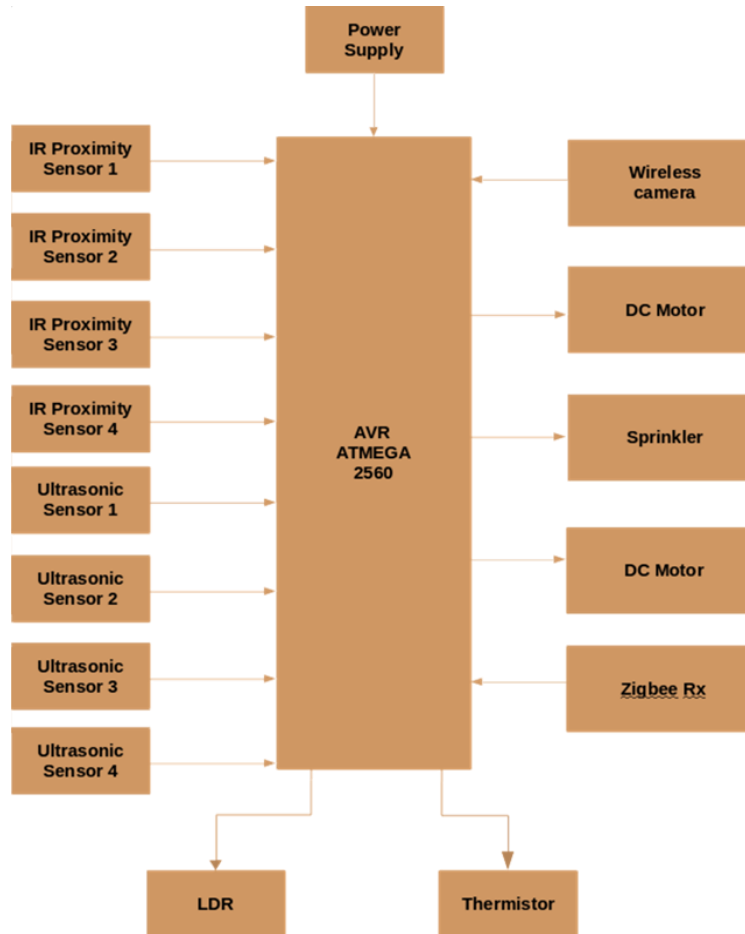 Power
Supply
IR Proximity
Sensor 1
IR Proximity
Sensor 2
IR Proximity
Sensor 3
IR Proximity
Sensor 4
Ultrasonic
Sensor 1
Ultrasonic
Sensor 2
Ultrasonic
Sensor 3
Ultrasonic
Sensor 4
AVR
ATMEGA
2560
Wireless
camera
DC Motor
Sprinkler
DC Motor
Zigbee Rx
LDR
Thermistor